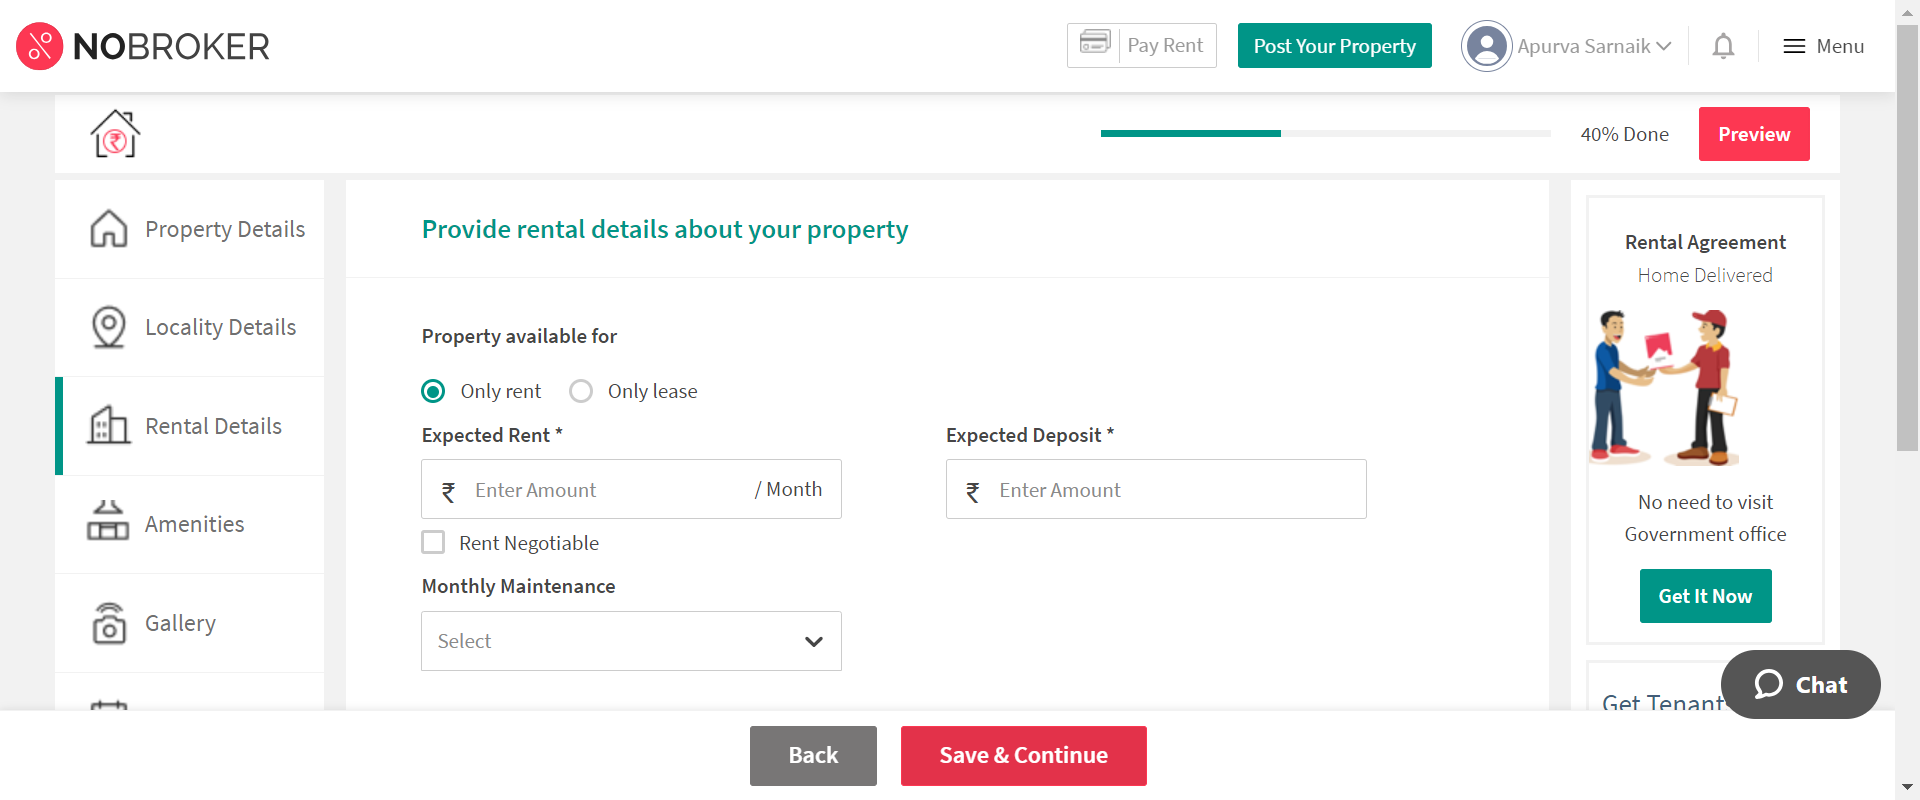 NOBROKER
Pay Rent
Post Your Property
Apurva Sarnaik
Menu
40% Done
Preview
Property Details
Locality Details
Rental Details
Amenities
Gallery
Provide rental details about your property
Property available for
Only rent
Only lease
Expected Rent *
Expected Deposit *
₹ Enter Amount / Month
₹ Enter Amount
Rent Negotiable
Monthly Maintenance
Select
Rental Agreement
Home Delivered
No need to visit
Government office
Get It Now
Get Tenants
Chat
Back
Save & Continue